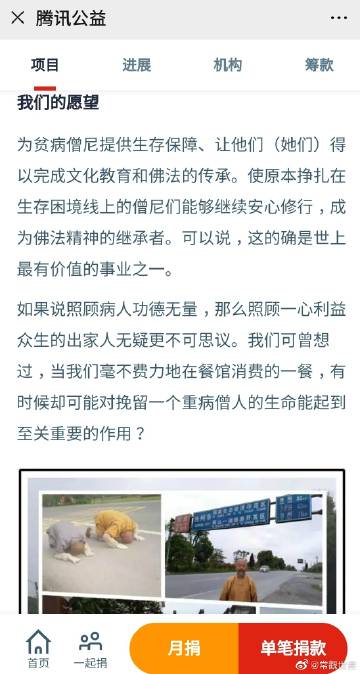 腾讯公益
项目
进展
机构
筹款
我们的愿望
为贫病僧尼提供生存保障、让他们（她们）得
以完成文化教育和佛法的传承。使原本挣扎在
生存困境线上的僧尼们能够继续安心修行，成
为佛法精神的继承者。可以说，这的确是世上
最有价值的事业之一。
如果说照顾病人功德无量，那么照顾一心利益
众生的出家人无疑更不可思议。我们可曾想
过，当我们毫不费力地在餐馆消费的一餐，有
时候却可能对挽留一个重病僧人的生命能起到
至关重要的作用？
首页
一起捐
月捐
单笔捐款